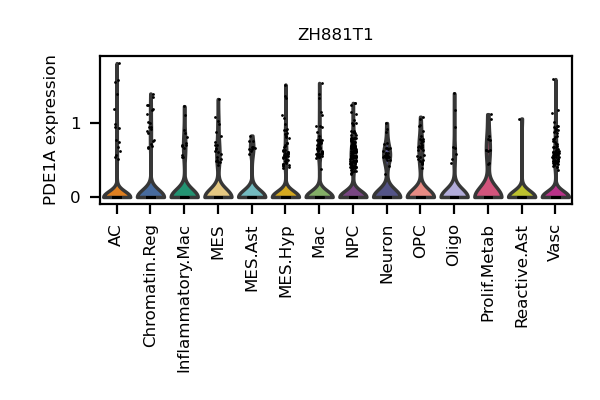 ZH881T1
PDE1A expression
1
0
AC
Chromatin.Reg
Inflammatory.Mac
MES
MES.Ast
MES.Hyp
Mac
NPC
Neuron
OPC
Oligo
Prolif.Metab
Reactive.Ast
Vasc